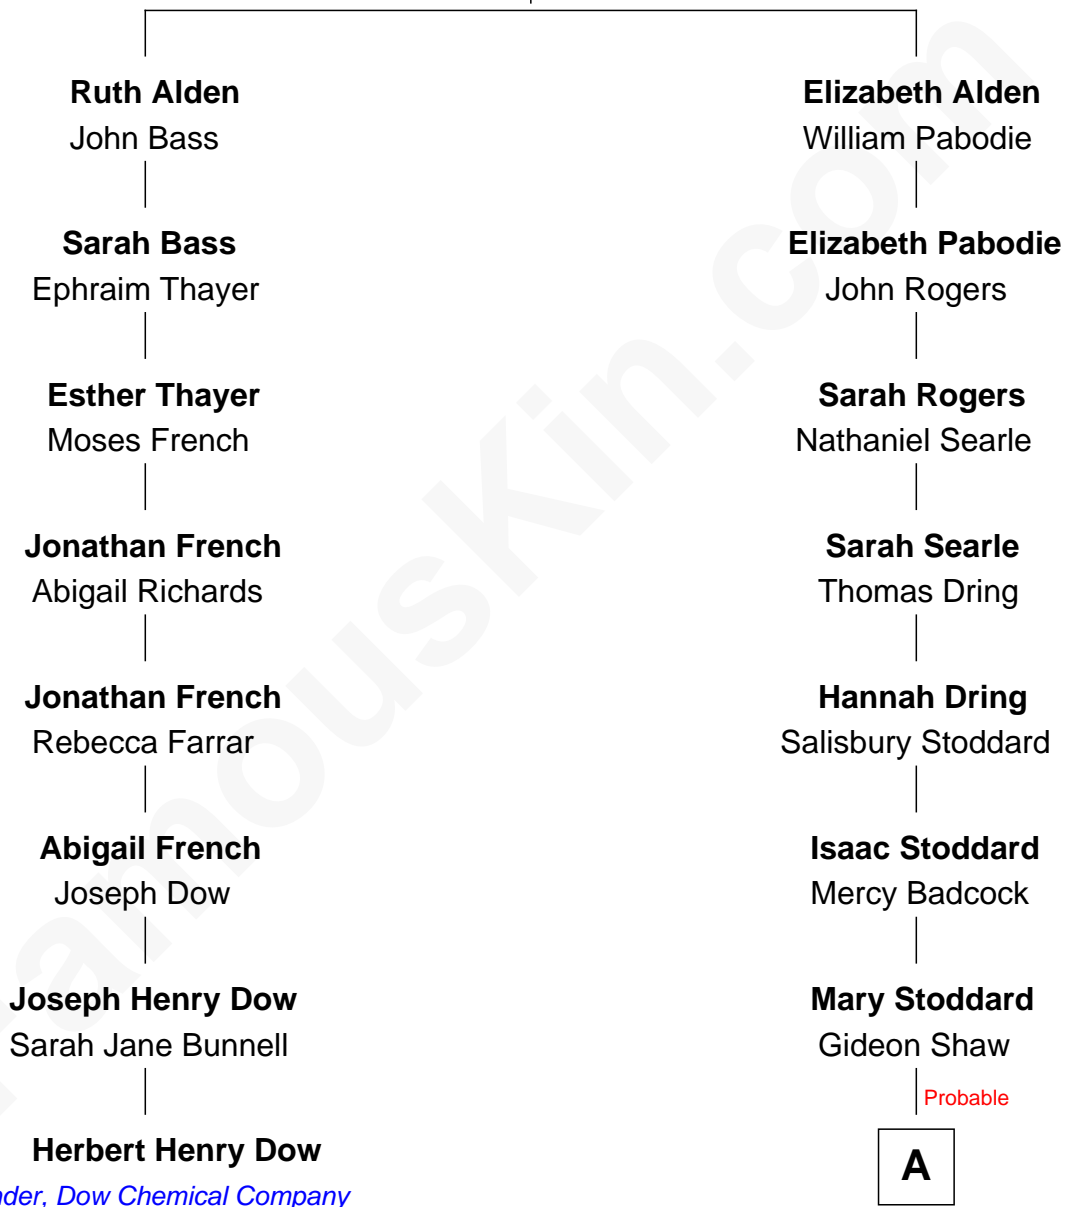 Ruth Alden
John Bass
Elizabeth Alden
William Pabodie
Sarah Bass
Ephraim Thayer
Elizabeth Pabodie
John Rogers
Esther Thayer
Moses French
Sarah Rogers
Nathaniel Searle
Jonathan French
Abigail Richards
Sarah Searle
Thomas Dring
Jonathan French
Rebecca Farrar
Hannah Dring
Salisbury Stoddard
Abigail French
Joseph Dow
Isaac Stoddard
Mercy Badcock
Joseph Henry Dow
Sarah Jane Bunnell
Mary Stoddard
Gideon Shaw
Probable
Herbert Henry Dow
nder, Dow Chemical Company
A
FamousKin.com